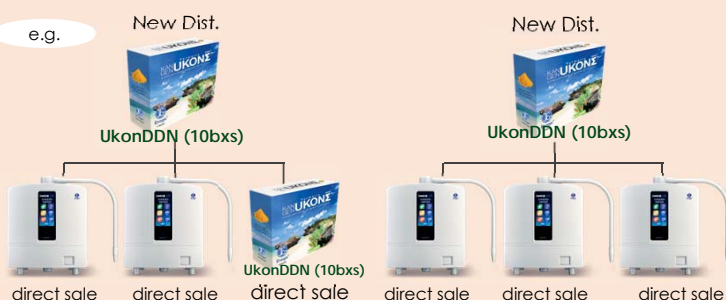 e.g.
New Dist.
UKONΣ
UkonDDN (10bxs)
direct sale
direct sale
UKONΣ
UkonDDN (10bxs)
direct sale
New Dist.
UKONΣ
UkonDDN (10bxs)
direct sale
direct sale
direct sale